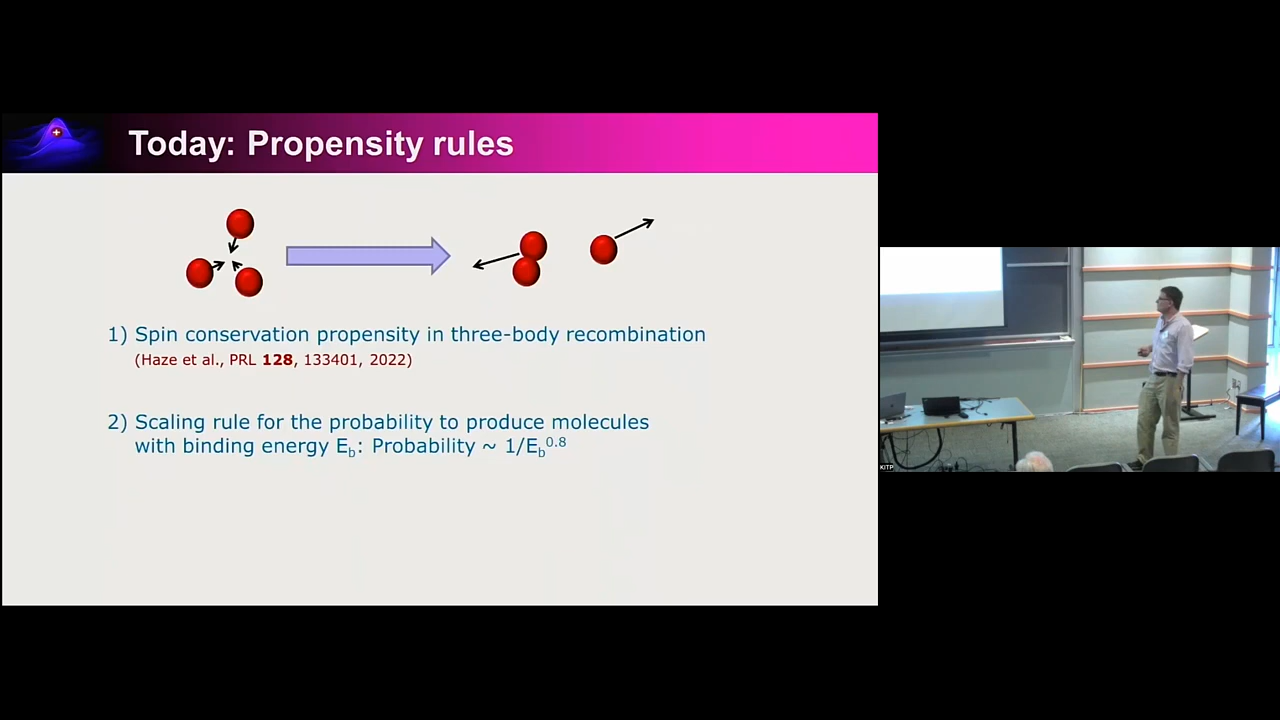 Today: Propensity rules
1) Spin conservation propensity in three-body recombination
(Haze et al., PRL 128, 133401, 2022)
2) Scaling rule for the probability to produce molecules
with binding energy E_b: Probability ~ 1/E_b^0.8
KITP